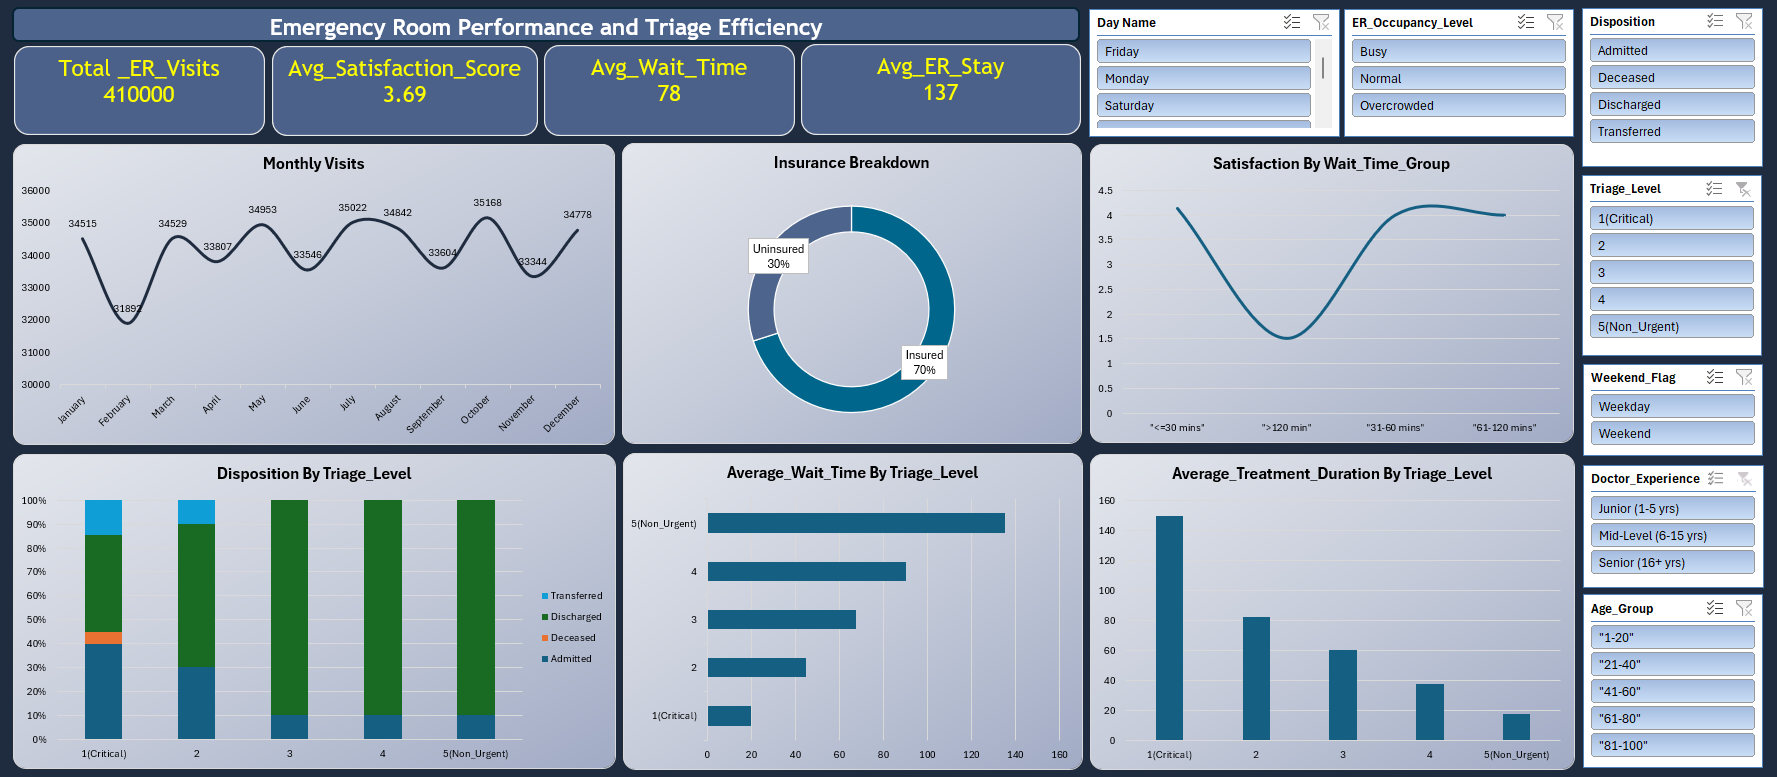 Emergency Room Performance and Triage Efficiency
Total _ER_Visits
410000
Avg_Satisfaction_Score
3.69
Avg_Wait_Time
78
Avg_ER_Stay
137
Day Name
Friday
Monday
Saturday
ER_Occupancy_Level
Busy
Normal
Overcrowded
Disposition
Admitted
Deceased
Discharged
Transferred
Monthly Visits
36000
35000
34000
33000
32000
31000
30000
34515
31892
34529
33807
34953
33546
35022
34842
33604
35168
33344
34778
January
February
March
April
May
June
July
August
September
October
November
December
Insurance Breakdown
Uninsured
30%
Insured
70%
Satisfaction By Wait_Time_Group
4.5
4
3.5
3
2.5
2
1.5
1
0.5
0
"<=30 mins"
">120 min"
"31-60 mins"
"61-120 mins"
Triage_Level
1(Critical)
2
3
4
5(Non_Urgent)
Weekend_Flag
Weekday
Weekend
Disposition By Triage_Level
100%
90%
80%
70%
60%
50%
40%
30%
20%
10%
0%
1(Critical)
2
3
4
5(Non_Urgent)
Transferred
Discharged
Deceased
Admitted
Average_Wait_Time By Triage_Level
5(Non_Urgent)
4
3
2
1(Critical)
0
20
40
60
80
100
120
140
160
Average_Treatment_Duration By Triage_Level
160
140
120
100
80
60
40
20
0
1(Critical)
2
3
4
5(Non_Urgent)
Doctor_Experience
Junior (1-5 yrs)
Mid-Level (6-15 yrs)
Senior (16+ yrs)
Age_Group
"1-20"
"21-40"
"41-60"
"61-80"
"81-100"